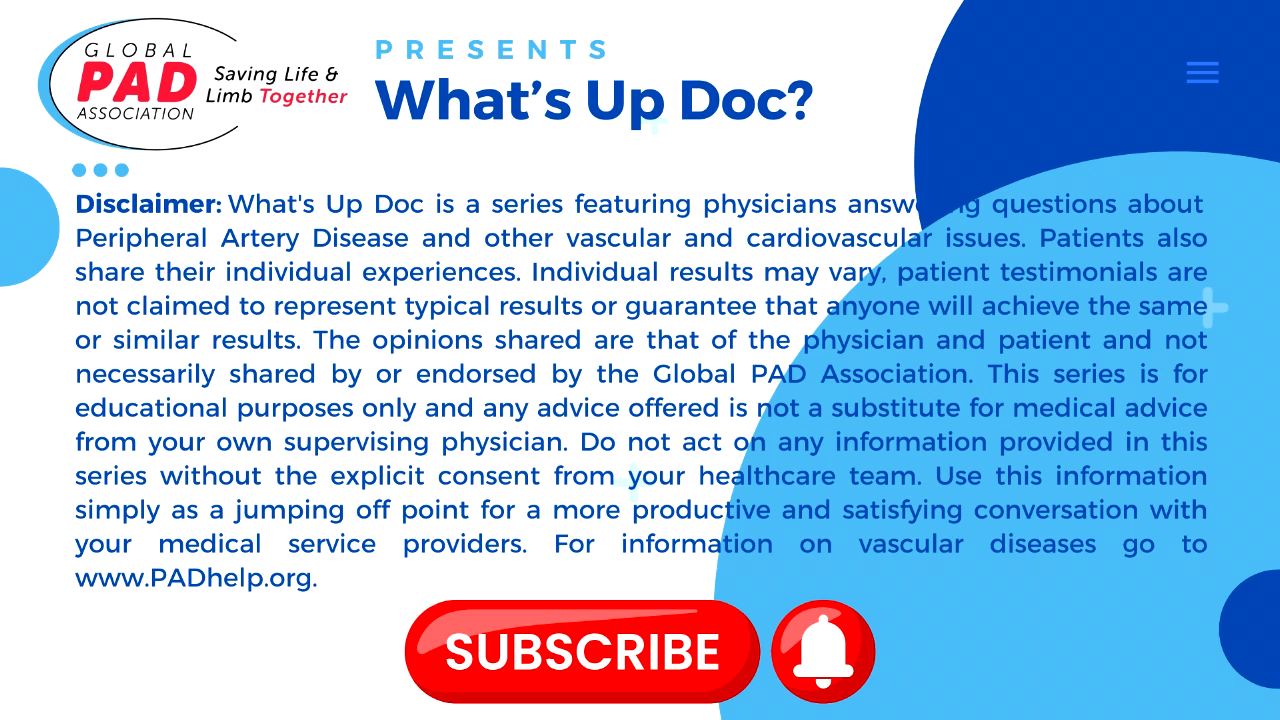 GLOBAL
PAD
ASSOCIATION
Saving Life &
Limb Together
PRESENTS
What's Up Doc?
Disclaimer: What's Up Doc is a series featuring physicians answering questions about
Peripheral Artery Disease and other vascular and cardiovascular issues. Patients also
share their individual experiences. Individual results may vary, patient testimonials are
not claimed to represent typical results or guarantee that anyone will achieve the same
or similar results. The opinions shared are that of the physician and patient and not
necessarily shared by or endorsed by the Global PAD Association. This series is for
educational purposes only and any advice offered is not a substitute for medical advice
from your own supervising physician. Do not act on any information provided in this
series without the explicit consent from your healthcare team. Use this information
simply as a jumping off point for a more productive and satisfying conversation with
your medical service providers. For information on vascular diseases go to
www.PADhelp.org.
SUBSCRIBE